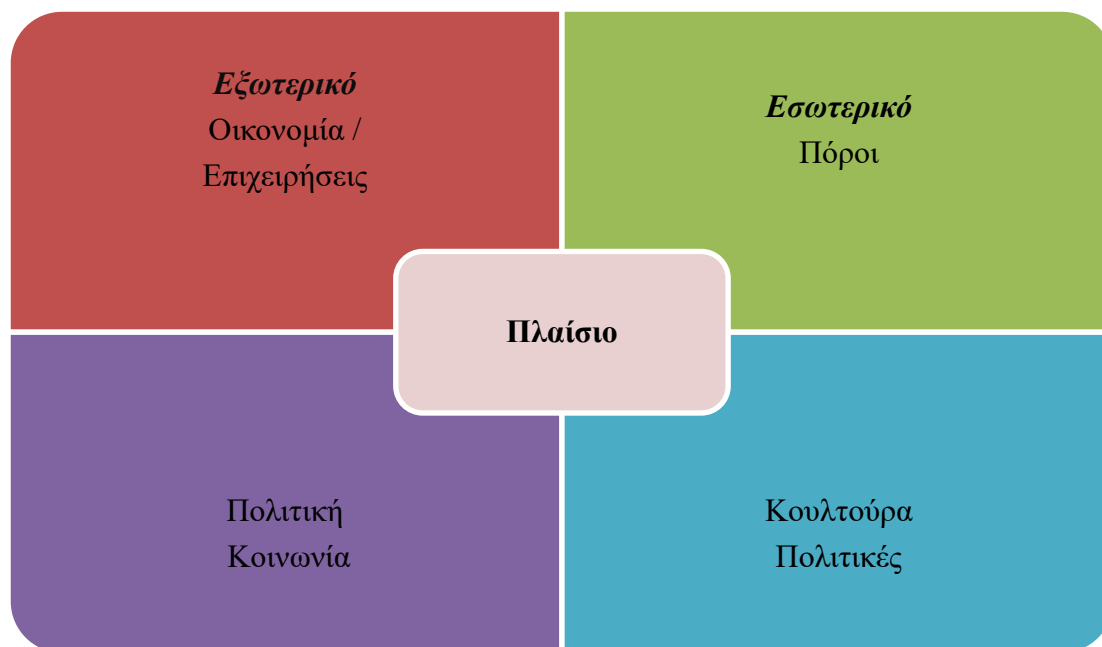 Εξωτερικό
Οικονομία /
Επιχειρήσεις
Εσωτερικό
Πόροι
Πλαίσιο
Πολιτική
Κοινωνία
Κουλτούρα
Πολιτικές